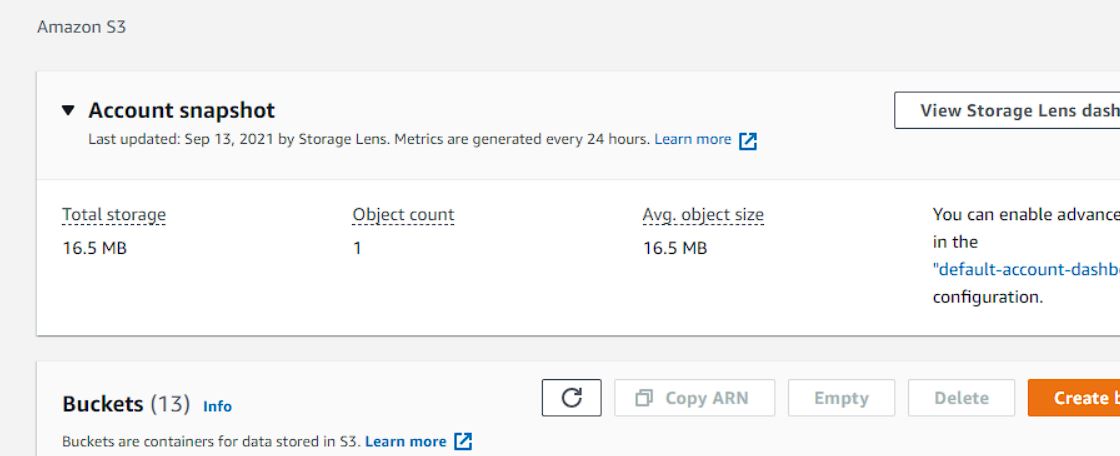 Amazon S3
Account snapshot
View Storage Lens dash
Last updated: Sep 13, 2021 by Storage Lens. Metrics are generated every 24 hours. Learn more
Total storage
Object count
Avg. object size
16.5 MB
1
16.5 MB
You can enable advance
in the
"default-account-dashb
configuration.
Buckets (13) Info
Copy ARN
Empty
Delete
Create b
Buckets are containers for data stored in S3. Learn more